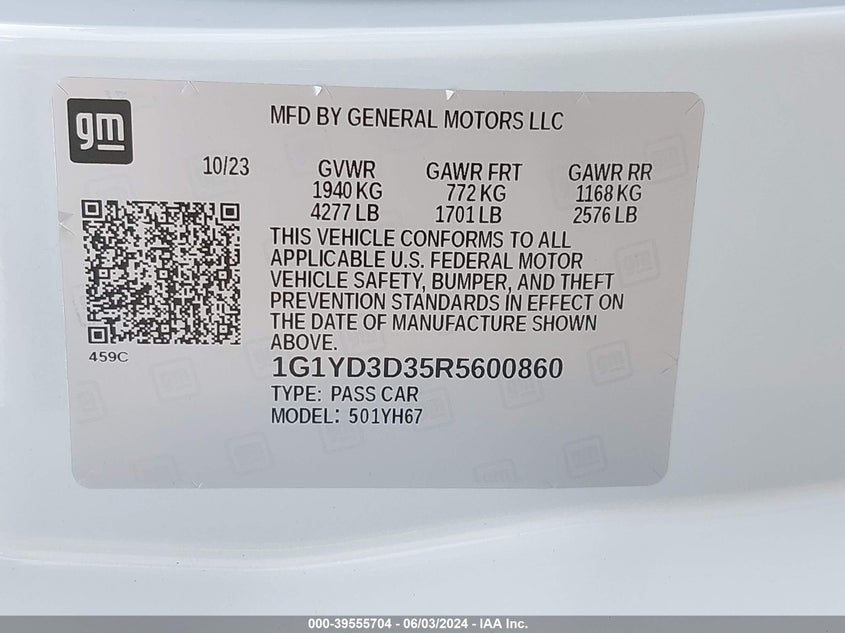 gm
MFD BY GENERAL MOTORS LLC
10/23 GVWR GAWR FRT GAWR RR
1940 KG 772 KG 1168 KG
4277 LB 1701 LB 2576 LB
THIS VEHICLE CONFORMS TO ALL
APPLICABLE U.S. FEDERAL MOTOR
VEHICLE SAFETY, BUMPER, AND THEFT
PREVENTION STANDARDS IN EFFECT ON
THE DATE OF MANUFACTURE SHOWN
ABOVE.
459C
1G1YD3D35R5600860
TYPE: PASS CAR
MODEL: 501YH67
000-39555704 - 06/03/2024 - IAA Inc.